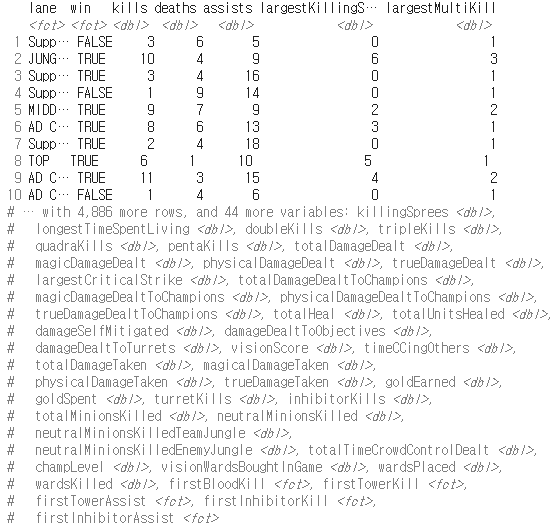 lane win kills deaths assists largestKillingS… largestMultiKill
<fct> <fct> <dbl> <dbl> <dbl> <dbl> <dbl>
1 Supp… FALSE 3 6 5 0 1
2 JUNG… TRUE 10 4 9 6 3
3 Supp… TRUE 3 4 16 0 1
4 Supp… FALSE 1 9 14 0 1
5 MIDD… TRUE 9 7 9 2 2
6 AD C… TRUE 8 6 13 3 1
7 Supp… TRUE 2 4 18 0 1
8 TOP TRUE 6 1 10 5 1
9 AD C… TRUE 11 3 15 4 2
10 AD C… FALSE 1 4 6 0 1
# … with 4,886 more rows, and 44 more variables: killingSprees <dbl>,
# longestTimeSpentLiving <dbl>, doubleKills <dbl>, tripleKills <dbl>,
# quadraKills <dbl>, pentaKills <dbl>, totalDamageDealt <dbl>,
# magicDamageDealt <dbl>, physicalDamageDealt <dbl>, trueDamageDealt <dbl>,
# largestCriticalStrike <dbl>, totalDamageDealtToChampions <dbl>,
# magicDamageDealtToChampions <dbl>, physicalDamageDealtToChampions <dbl>,
# trueDamageDealtToChampions <dbl>, totalHeal <dbl>, totalUnitsHealed <dbl>,
# damageSelfMitigated <dbl>, damageDealtToObjectives <dbl>,
# damageDealtToTurrets <dbl>, visionScore <dbl>, timeCCingOthers <dbl>,
# totalDamageTaken <dbl>, magicalDamageTaken <dbl>,
# physicalDamageTaken <dbl>, trueDamageTaken <dbl>, goldEarned <dbl>,
# goldSpent <dbl>, turretKills <dbl>, inhibitorKills <dbl>,
# totalMinionsKilled <dbl>, neutralMinionsKilled <dbl>,
# neutralMinionsKilledTeamJungle <dbl>,
# neutralMinionsKilledEnemyJungle <dbl>, totalTimeCrowdControlDealt <dbl>,
# champLevel <dbl>, visionWardsBoughtInGame <dbl>, wardsPlaced <dbl>,
# wardsKilled <dbl>, firstBloodKill <fct>, firstTowerKill <fct>,
# firstTowerAssist <fct>, firstInhibitorKill <fct>,
# firstInhibitorAssist <fct>